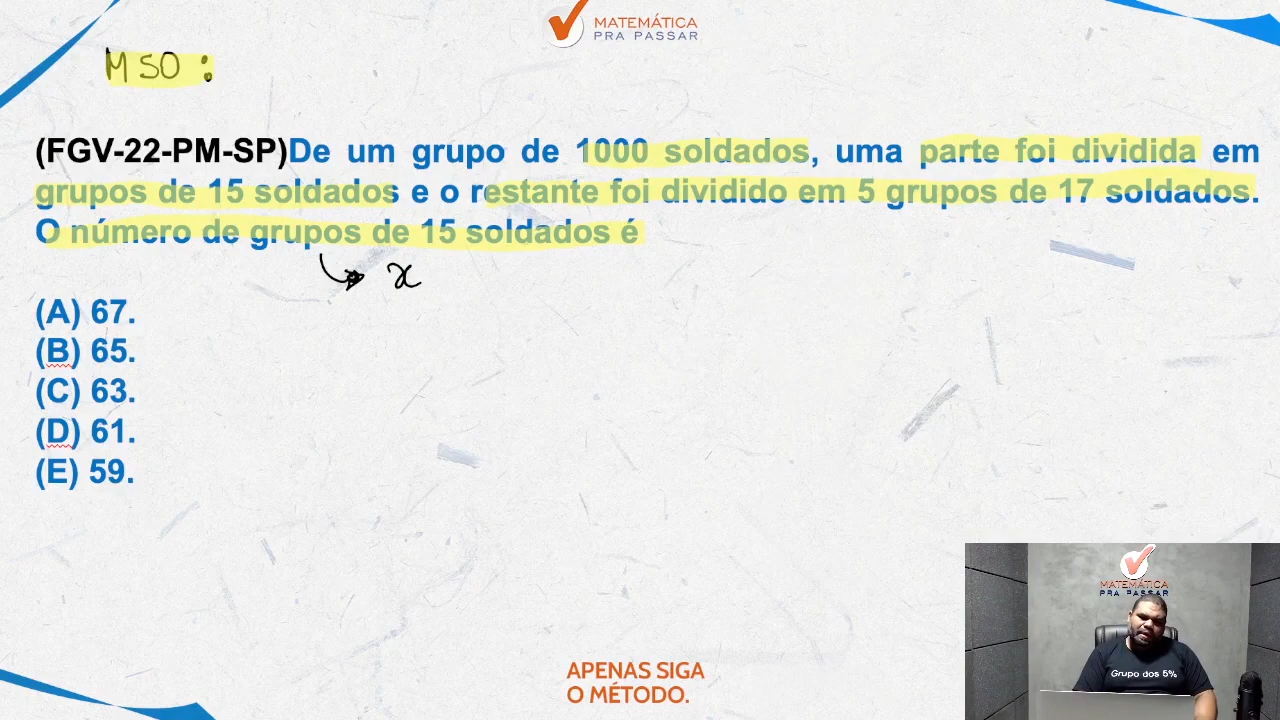 MATEMÁTICA
PRA PASSAR
MSO :
(FGV-22-PM-SP)De um grupo de 1000 soldados, uma parte foi dividida em
grupos de 15 soldados e o restante foi dividido em 5 grupos de 17 soldados.
O número de grupos de 15 soldados é
x
(A) 67.
(B) 65.
(C) 63.
(D) 61.
(E) 59.
MATEMÁTICA
PRA PASSAR
Grupo dos 5%
APENAS SIGA
O MÉTODO.